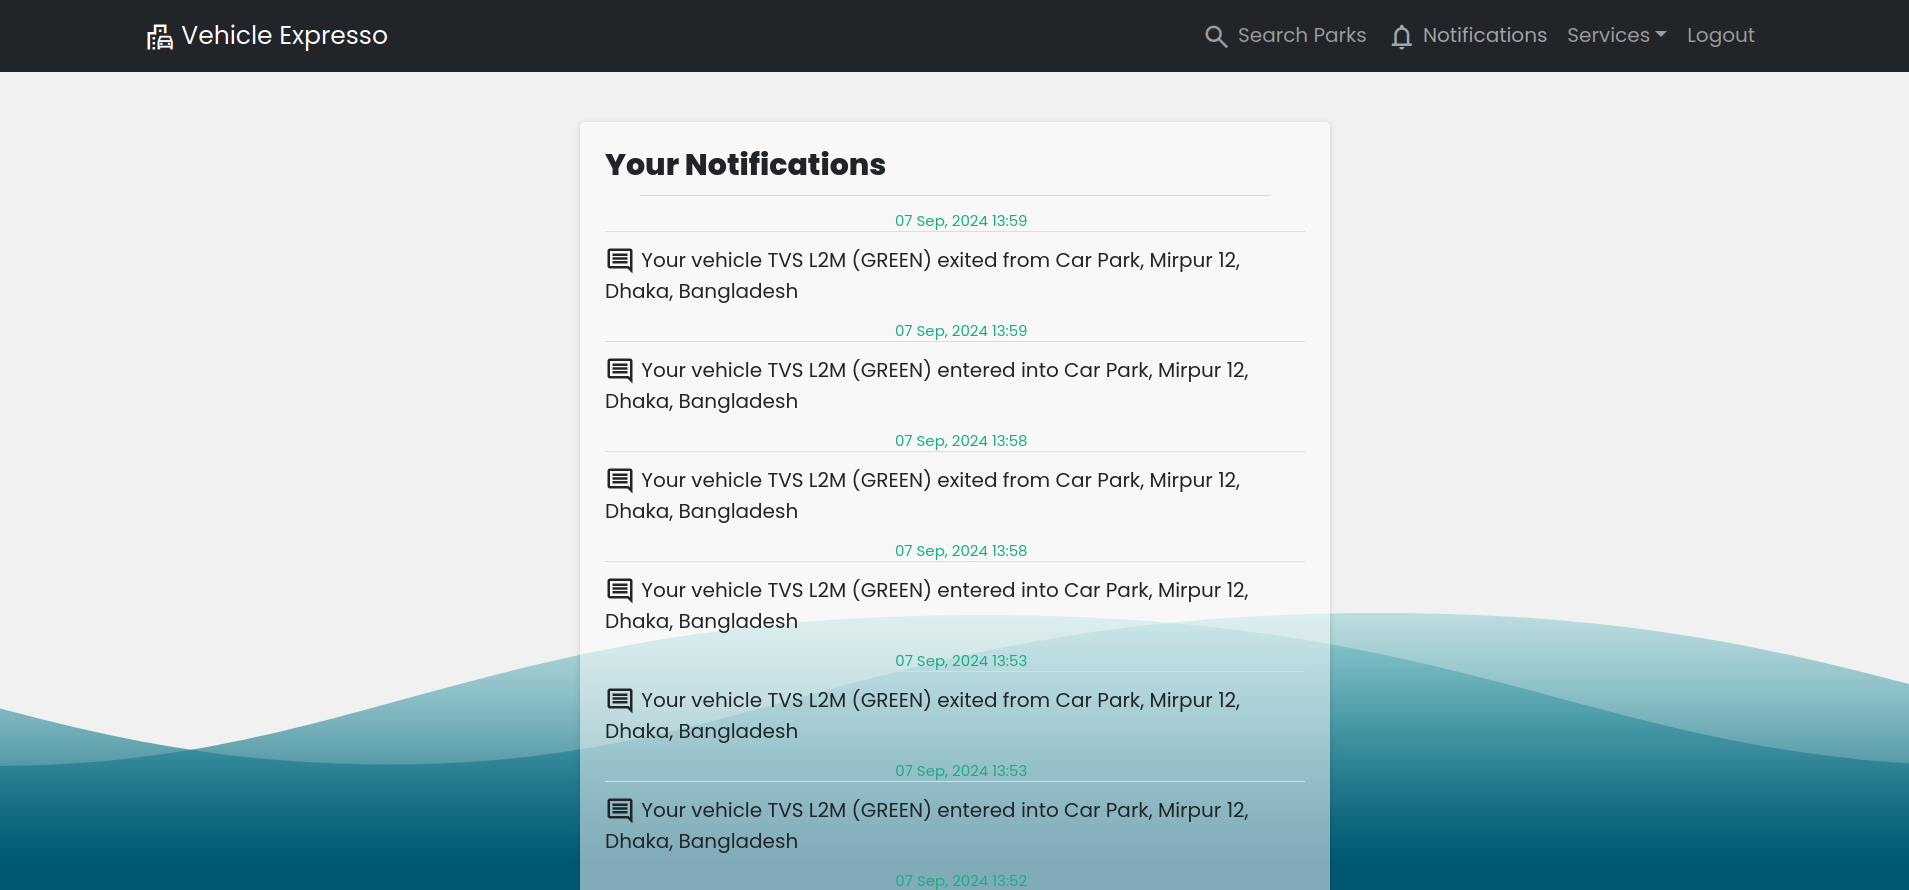 Vehicle Expresso
Search Parks Notifications Services Logout
Your Notifications
07 Sep, 2024 13:59
Your vehicle TVS L2M (GREEN) exited from Car Park, Mirpur 12,
Dhaka, Bangladesh
07 Sep, 2024 13:59
Your vehicle TVS L2M (GREEN) entered into Car Park, Mirpur 12,
Dhaka, Bangladesh
07 Sep, 2024 13:58
Your vehicle TVS L2M (GREEN) exited from Car Park, Mirpur 12,
Dhaka, Bangladesh
07 Sep, 2024 13:58
Your vehicle TVS L2M (GREEN) entered into Car Park, Mirpur 12,
Dhaka, Bangladesh
07 Sep, 2024 13:53
Your vehicle TVS L2M (GREEN) exited from Car Park, Mirpur 12,
Dhaka, Bangladesh
07 Sep, 2024 13:53
Your vehicle TVS L2M (GREEN) entered into Car Park, Mirpur 12,
Dhaka, Bangladesh
07 Sep, 2024 13:52